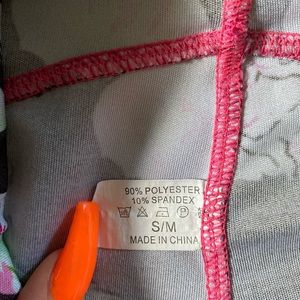 90% POLYESTER
10% SPANDEX
S/M
MADE IN CHINA